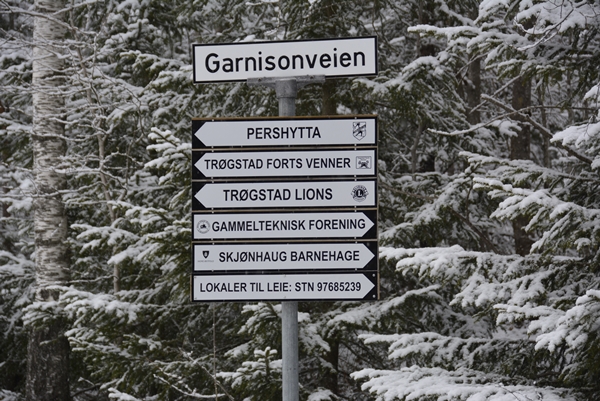 Garnisonveien
PERSHYTTA
TRØGSTAD FORTS VENNER
TRØGSTAD LIONS
GAMMELTEKNISK FORENING
SKJØNHAUG BARNEHAGE
LOKALER TIL LEIE: STN 97685239